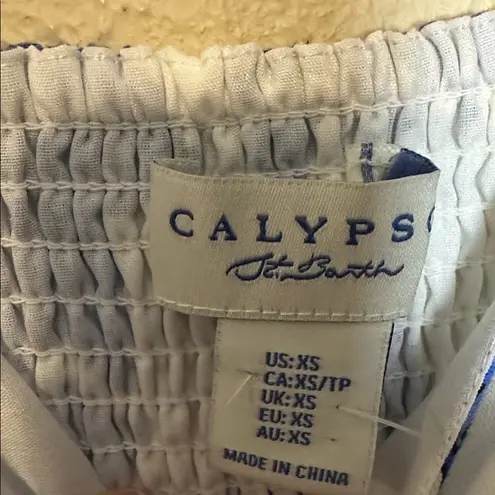 CALYPSO
St. Barth
US: XS
CA: XS/TP
UK: XS
EU: XS
AU: XS
MADE IN CHINA